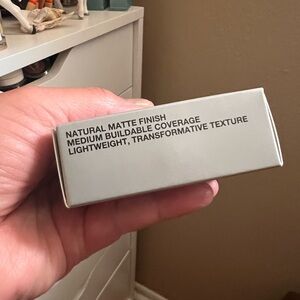 NATURAL MATTE FINISH
MEDIUM BUILDABLE COVERAGE
LIGHTWEIGHT, TRANSFORMATIVE TEXTURE